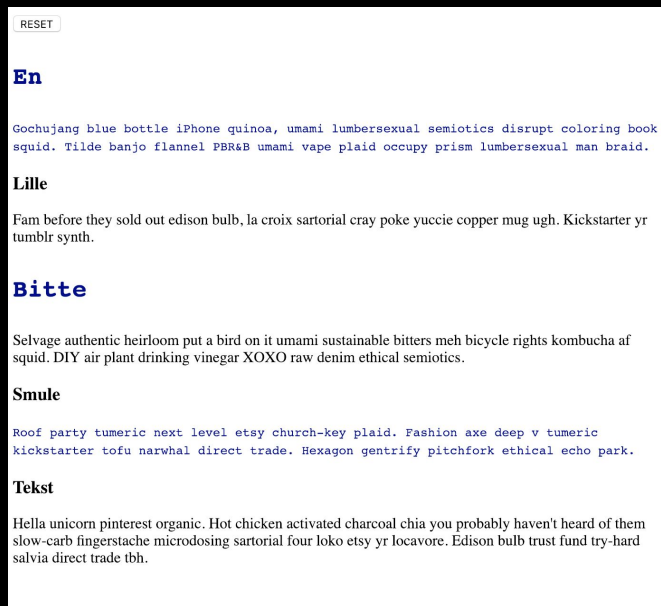 RESET
En
Gochujang blue bottle iPhone quinoa, umami lumbersexual semiotics disrupt coloring book
squid. Tilde banjo flannel PBR&B umami vape plaid occupy prism lumbersexual man braid.
Lille
Fam before they sold out edison bulb, la croix sartorial cray poke yuccie copper mug ugh. Kickstarter yr
tumblr synth.
Bitte
Selvage authentic heirloom put a bird on it umami sustainable bitters meh bicycle rights kombucha af
squid. DIY air plant drinking vinegar XOXO raw denim ethical semiotics.
Smule
Roof party tumeric next level etsy church-key plaid. Fashion axe deep v tumeric
kickstarter tofu narwhal direct trade. Hexagon gentrify pitchfork ethical echo park.
Tekst
Hella unicorn pinterest organic. Hot chicken activated charcoal chia you probably haven't heard of them
slow-carb fingerstache microdosing sartorial four loko etsy yr locavore. Edison bulb trust fund try-hard
salvia direct trade tbh.